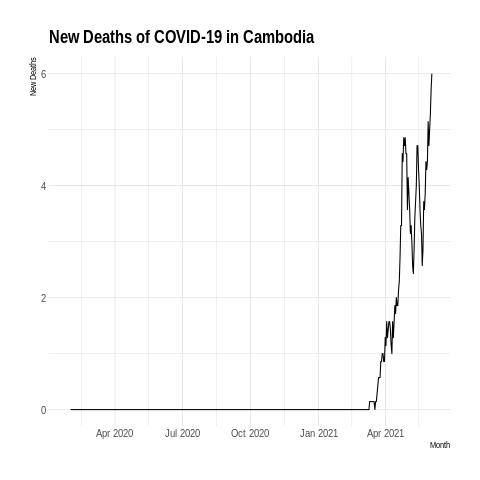 New Deaths of COVID-19 in Cambodia
New Deaths
6
4
2
0
Apr 2020 Jul 2020 Oct 2020 Jan 2021 Apr 2021
Month